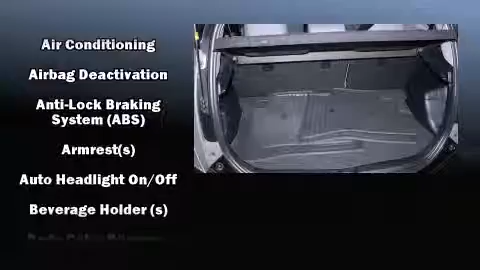 Air Conditioning
Airbag Deactivation
Anti-Lock Braking
System (ABS)
Armrest(s)
Auto Headlight On/Off
Beverage Holder (s)